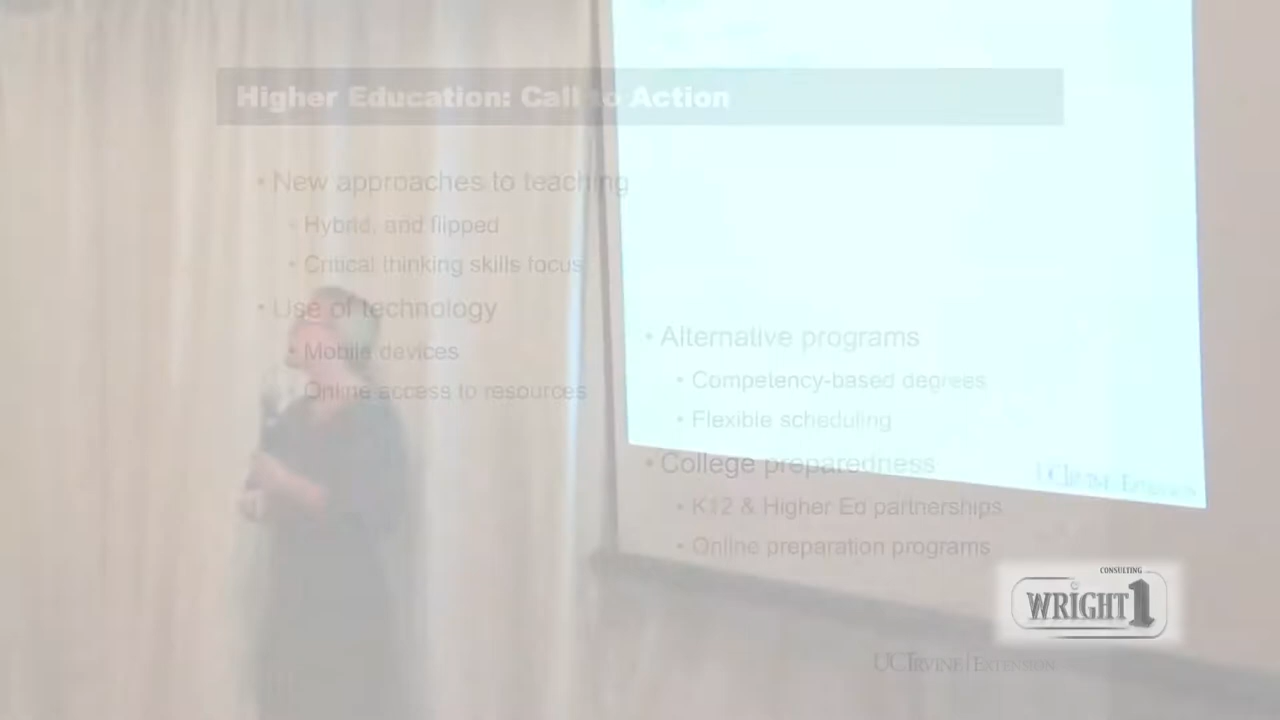 Higher Education: Call to Action
• New approaches to teaching
• Hybrid, and flipped
• Critical thinking skills focus
• Use of technology
• Mobile devices
• Online access to resources
• Alternative programs
• Competency-based degrees
• Flexible scheduling
• College preparedness
• K12 & Higher Ed partnerships
• Online preparation programs
UCIRVINE | EXTENSION
CONSULTING
WRIGHT1
UCIRVINE | EXTENSION